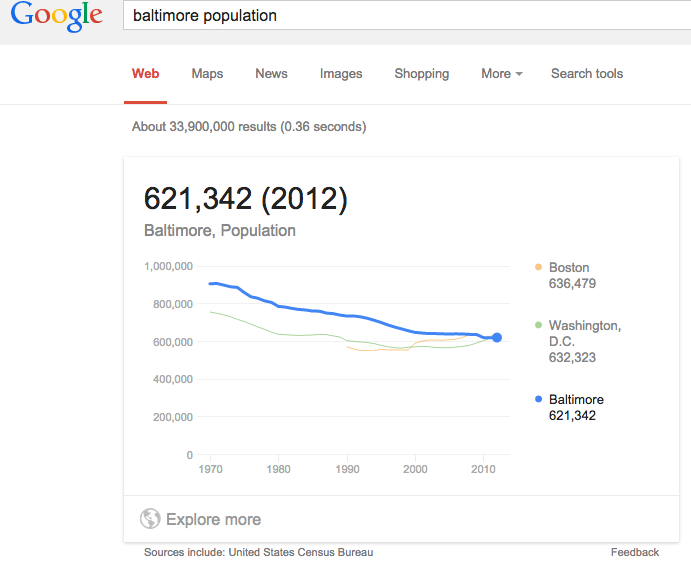 Google
baltimore population
Web Maps News Images Shopping More Search tools
About 33,900,000 results (0.36 seconds)
621,342 (2012)
Baltimore, Population
1,000,000
800,000
600,000
400,000
200,000
0
1970 1980 1990 2000 2010
Boston
636,479
Washington,
D.C.
632,323
Baltimore
621,342
Explore more
Sources include: United States Census Bureau Feedback